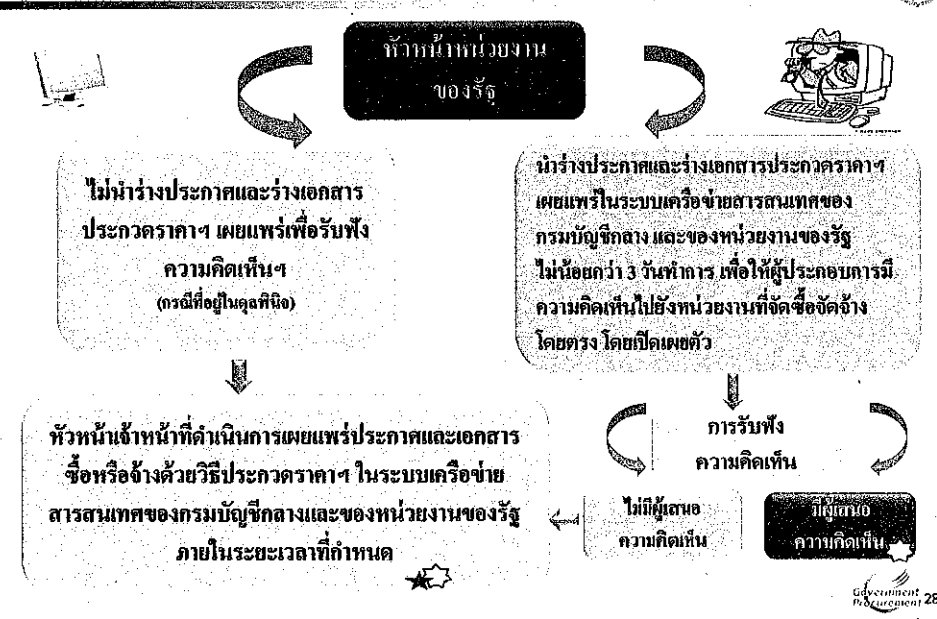 หัวหน้าหน่วยงาน
ของรัฐ
ไม่นำร่างประกาศและร่างเอกสาร
ประกวดราคาฯ เผยแพร่เพื่อรับฟัง
ความคิดเห็นฯ
(กรณีที่อยู่ในดุลพินิจ)
นำร่างประกาศและร่างเอกสารประกวดราคาฯ
เผยแพร่ในระบบเครือข่ายสารสนเทศของ
กรมบัญชีกลาง และของหน่วยงานของรัฐ
ไม่น้อยกว่า 3 วันทำการ เพื่อให้ผู้ประกอบการมี
ความคิดเห็นไปยังหน่วยงานที่จัดซื้อจัดจ้าง
โดยตรง โดยเปิดเผยตัว
หัวหน้าเจ้าหน้าที่ดำเนินการเผยแพร่ประกาศและเอกสาร
ซื้อหรือจ้างด้วยวิธีประกวดราคาฯ ในระบบเครือข่าย
สารสนเทศของกรมบัญชีกลางและของหน่วยงานของรัฐ
ภายในระยะเวลาที่กำหนด
การรับฟัง
ความคิดเห็น
ไม่มีผู้เสนอ
ความคิดเห็น
มีผู้เสนอ
ความคิดเห็น
Government
Procurement 28